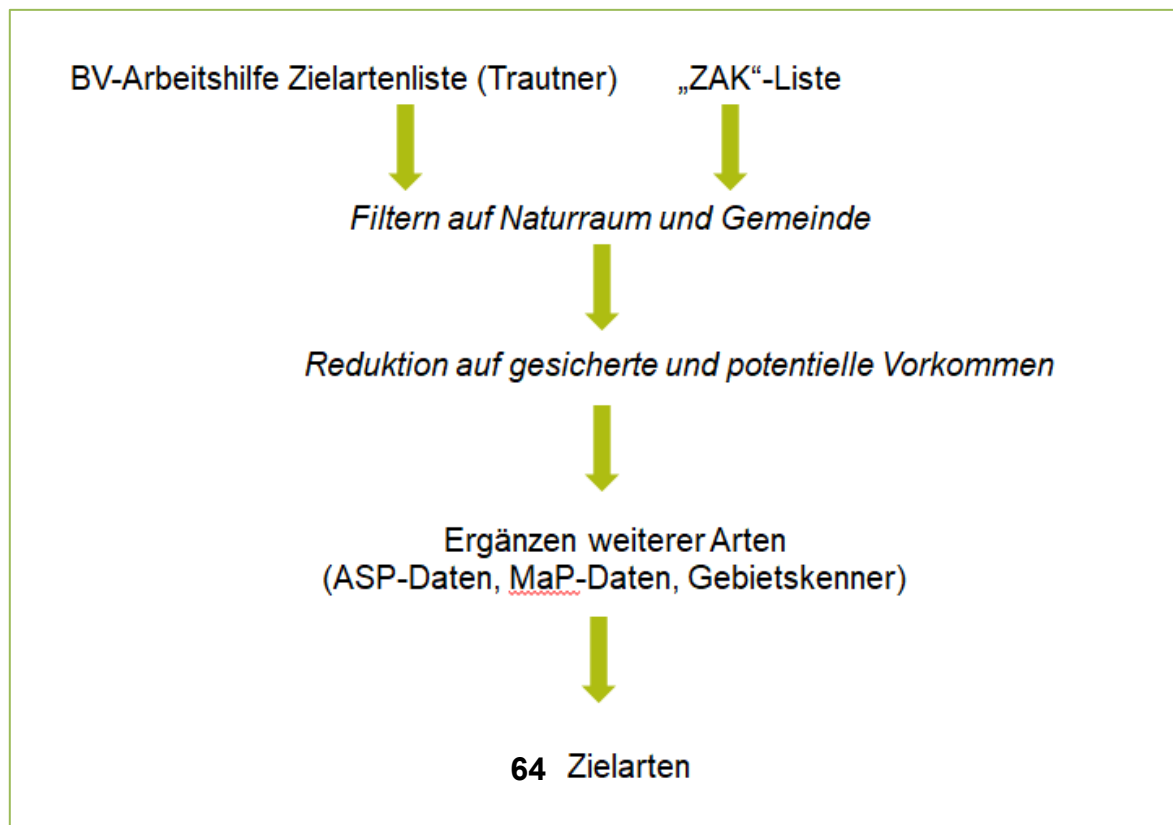 BV-Arbeitshilfe Zielartenliste (Trautner) „ZAK“-Liste
Filtern auf Naturraum und Gemeinde
Reduktion auf gesicherte und potentielle Vorkommen
Ergänzen weiterer Arten
(ASP-Daten, MaP-Daten, Gebietskenner)
64 Zielarten